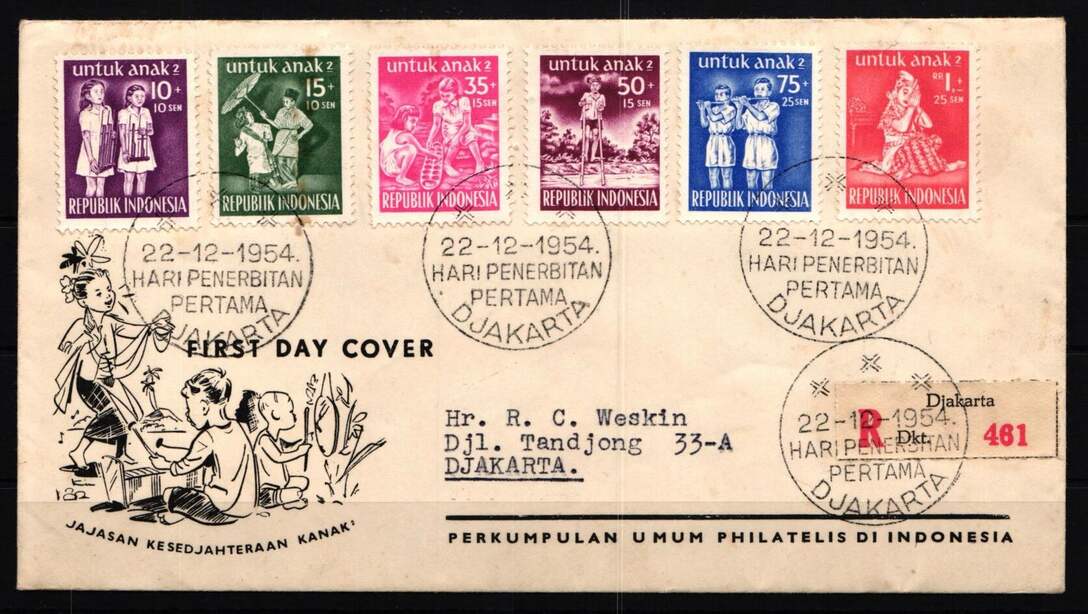 untuk anak 2
10+
10 SEN
REPUBLIK INDONESIA
untuk anak 2
15+
10 SEN
REPUBLIK INDONESIA
untuk anak 2
35+
15 SEN
REPUBLIK INDONESIA
untuk anak 2
50+
15 SEN
REPUBLIK INDONESIA
untuk anak 2
75+
25 SEN
REPUBLIK INDONESIA
untuk anak 2
RP 1,-+
25 SEN
REPUBLIK INDONESIA
22-12-1954.
HARI PENERBITAN
PERTAMA
DJAKARTA
22-12-1954.
HARI PENERBITAN
PERTAMA
DJAKARTA
22-12-1954.
HARI PENERBITAN
PERTAMA
DJAKARTA
FIRST DAY COVER
Hr. R. C. Weskin
Djl. Tandjong 33-A
DJAKARTA.
22-12-1954.
HARI PENERBITAN
PERTAMA
DJAKARTA
R
Djakarta
Dkt.
461
JAJASAN KESEDJAHTERAAN KANAK2
PERKUMPULAN UMUM PHILATELIS DI INDONESIA